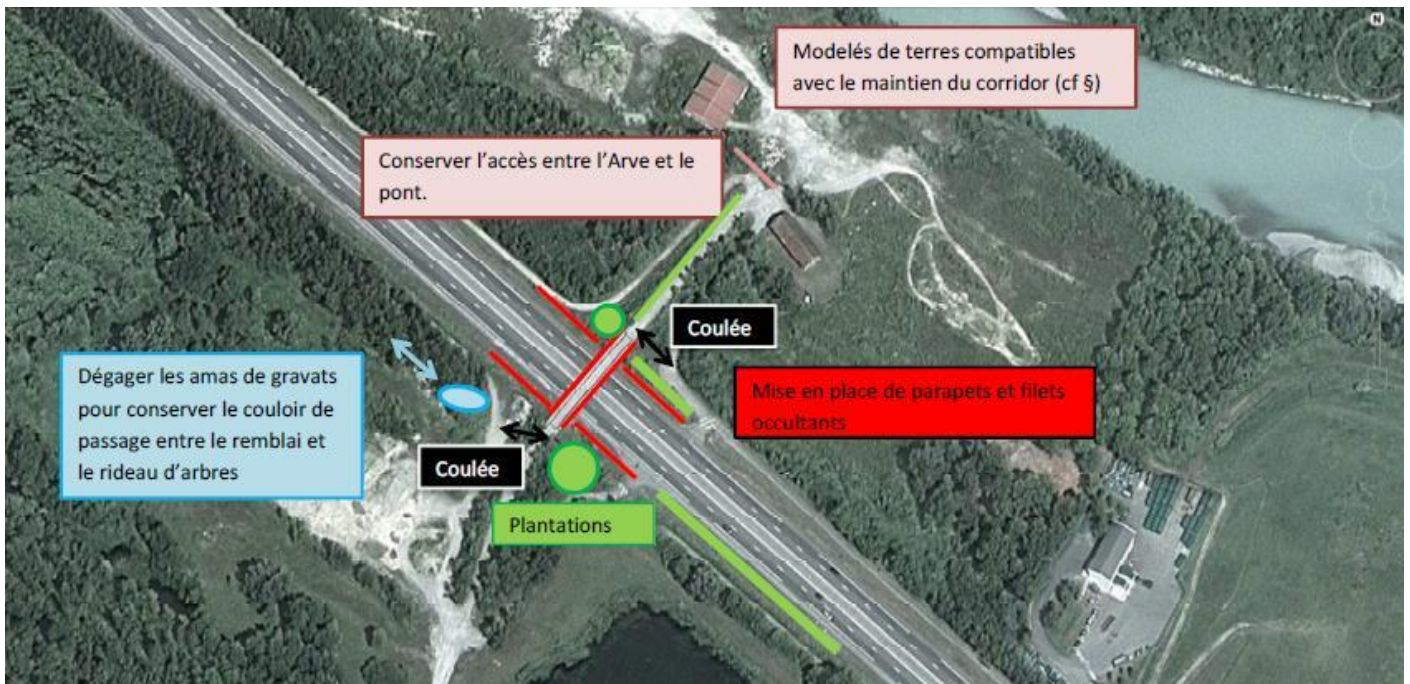 N
Modelés de terres compatibles
avec le maintien du corridor (cf §)
Conserver l’accès entre l’Arve et le
pont.
Coulée
Dégager les amas de gravats
pour conserver le couloir de
passage entre le remblai et
le rideau d’arbres
Mise en place de parapets et filets
occultants
Coulée
Plantations